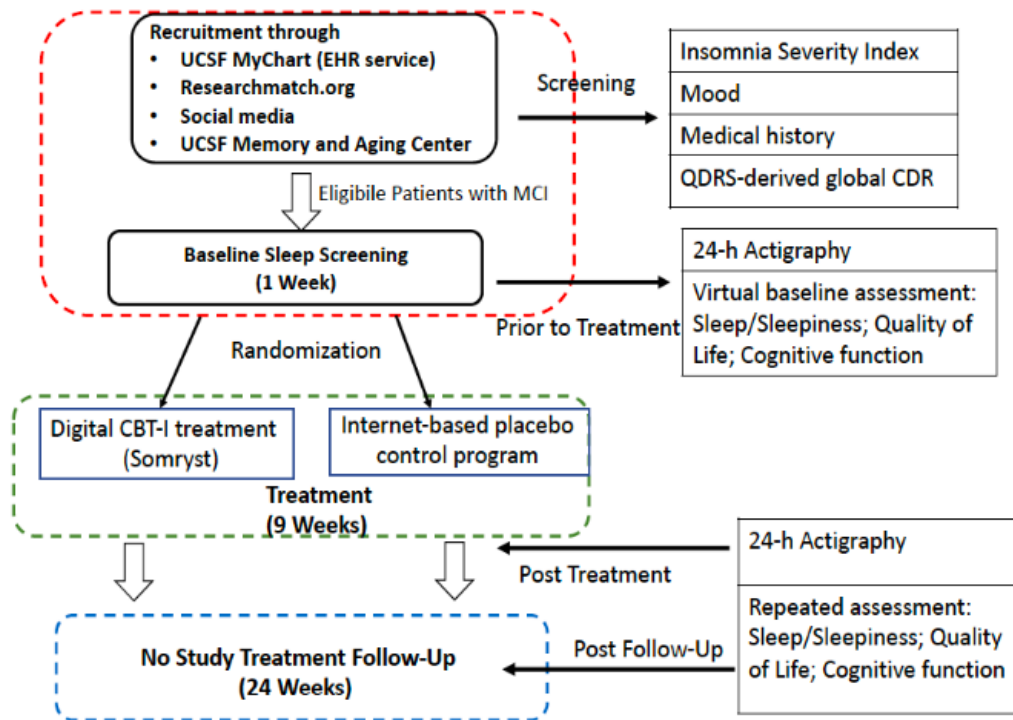 Recruitment through
• UCSF MyChart (EHR service)
• Researchmatch.org
• Social media
• UCSF Memory and Aging Center
Screening
Insomnia Severity Index
Mood
Medical history
QDRS-derived global CDR
Eligibile Patients with MCI
Baseline Sleep Screening
(1 Week)
Prior to Treatment
24-h Actigraphy
Virtual baseline assessment:
Sleep/Sleepiness; Quality of
Life; Cognitive function
Randomization
Digital CBT-I treatment
(Somryst)
Internet-based placebo
control program
Treatment
(9 Weeks)
Post Treatment
24-h Actigraphy
Repeated assessment:
Sleep/Sleepiness; Quality
of Life; Cognitive function
Post Follow-Up
No Study Treatment Follow-Up
(24 Weeks)